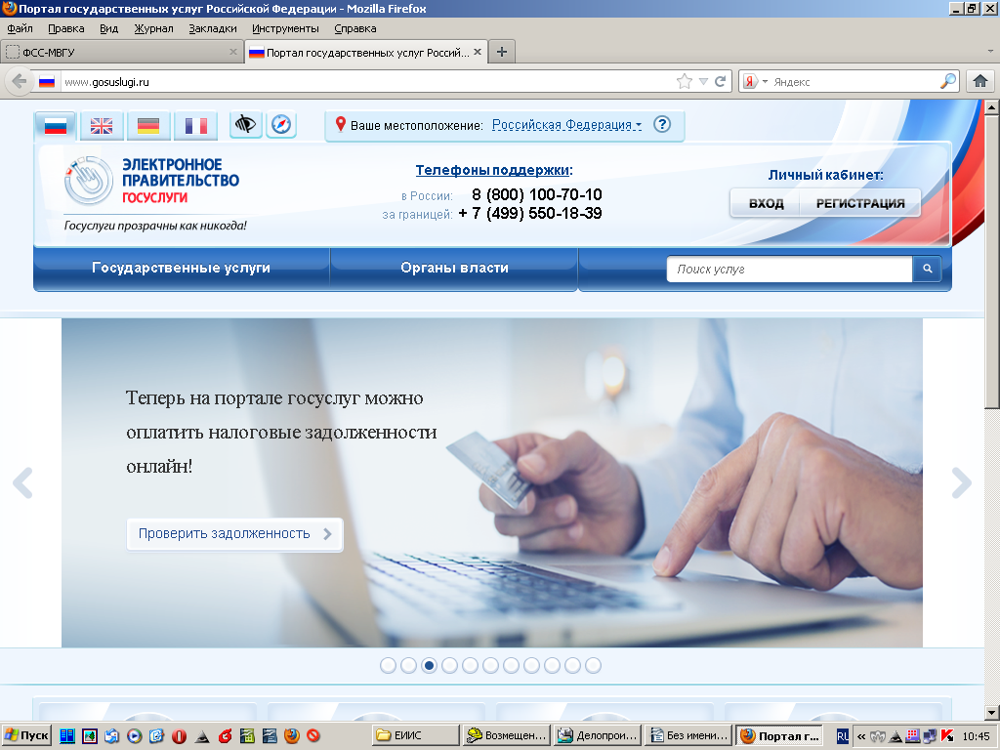 Портал государственных услуг Российской Федерации - Mozilla Firefox
Файл Правка Вид Журнал Закладки Инструменты Справка
ФСС-МВГУ
Портал государственных услуг Россий...
www.gosuslugi.ru
Яндекс
Ваше местоположение: Российская Федерация
ЭЛЕКТРОННОЕ
ПРАВИТЕЛЬСТВО
ГОСУСЛУГИ
Госуслуги прозрачны как никогда!
Телефоны поддержки:
в России: 8 (800) 100-70-10
за границей: + 7 (499) 550-18-39
Личный кабинет:
ВХОД РЕГИСТРАЦИЯ
Государственные услуги
Органы власти
Поиск услуг
Теперь на портале госуслуг можно
оплатить налоговые задолженности
онлайн!
Проверить задолженность
Пуск
ЕИИС
Возмещен...
Делопрои...
Без имени...
Портал г...
RU
10:45